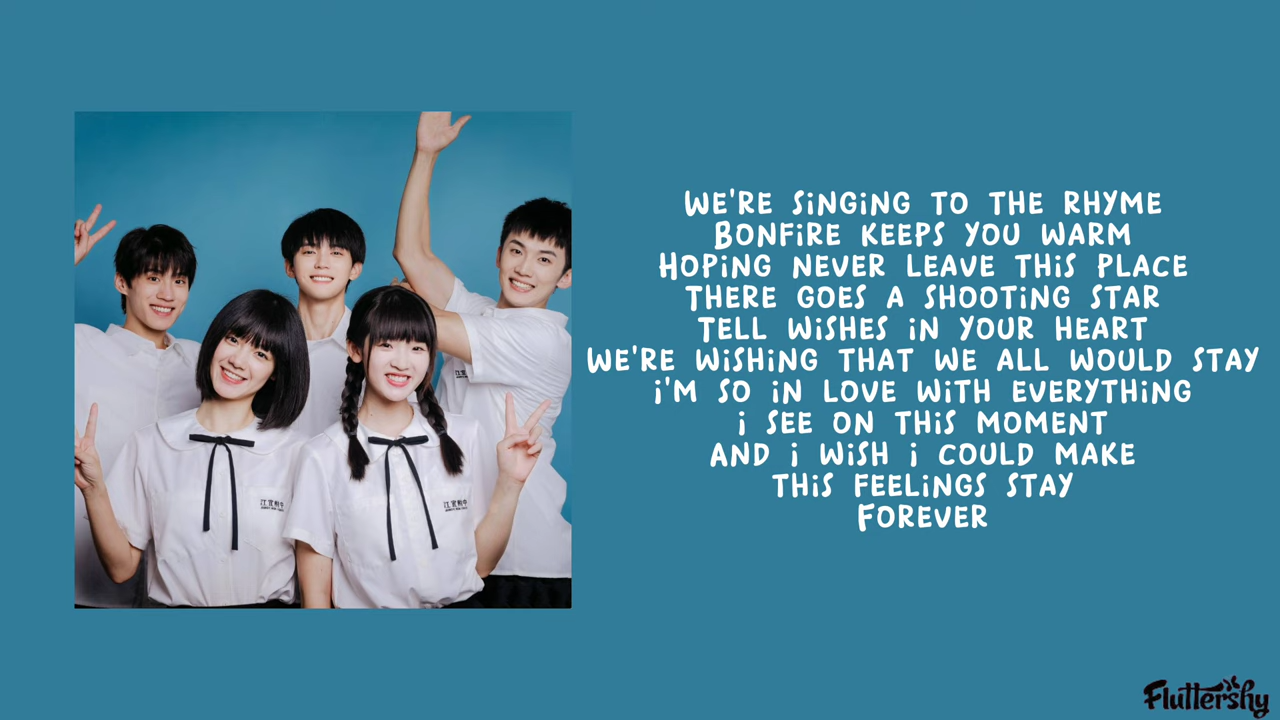 WE'RE SiNGiNG TO THE RHYME
BONFiRE KEEPS YOU WARM
HOPiNG NEVER LEAVE THiS PLACE
THERE GOES A SHOOTiNG STAR
TELL WiSHES iN YOUR HEART
WE'RE WiSHiNG THAT WE ALL WOULD STAY
i'M SO iN LOVE WiTH EVERYTHiNG
i SEE ON THiS MOMENT
AND i WiSH i COULD MAKE
THiS FEELiNGS STAY
FOREVER
Fluttershy